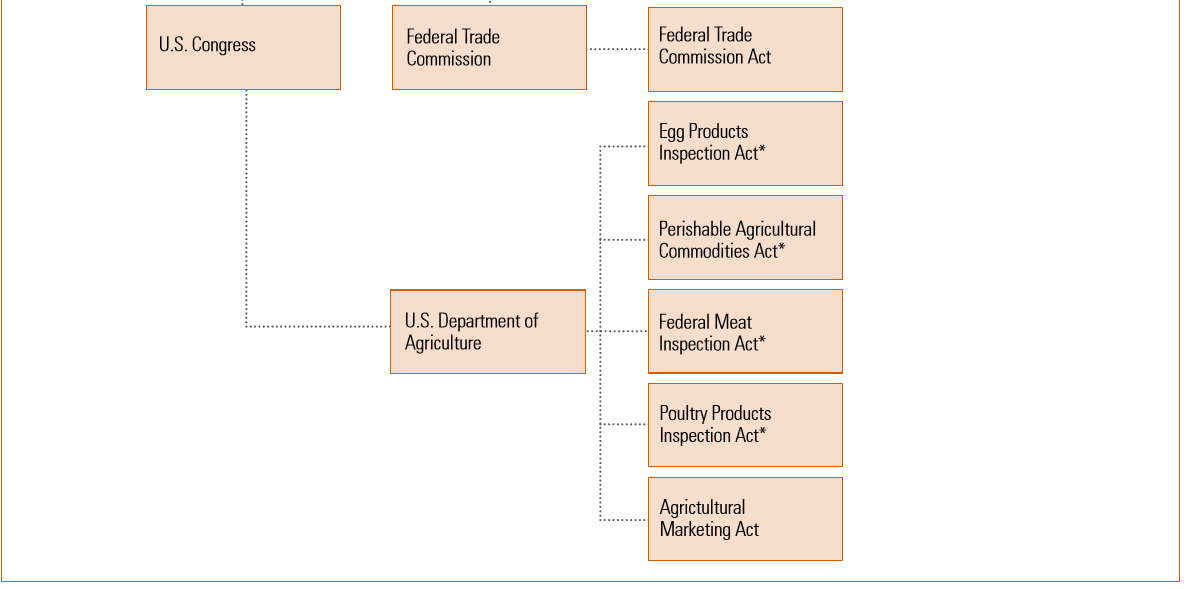 U.S. Congress
Federal Trade
Commission
Federal Trade
Commission Act
Egg Products
Inspection Act*
Perishable Agricultural
Commodities Act*
U.S. Department of
Agriculture
Federal Meat
Inspection Act*
Poultry Products
Inspection Act*
Agrictultural
Marketing Act